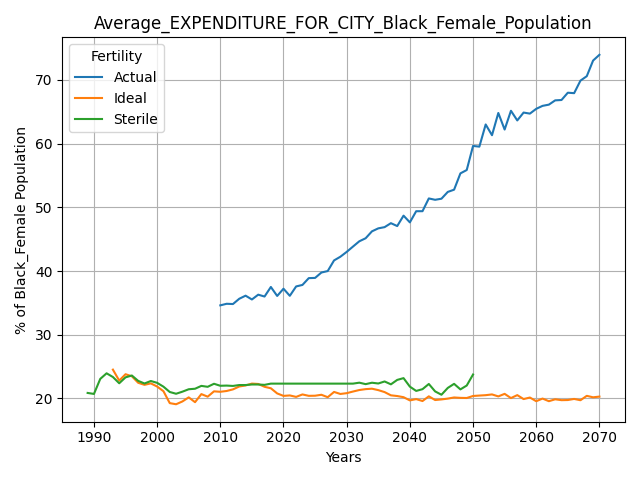 Average_EXPENDITURE_FOR_CITY_Black_Female_Population
Fertility
Actual
Ideal
Sterile
% of Black_Female Population
70
60
50
40
30
20
1990 2000 2010 2020 2030 2040 2050 2060 2070
Years